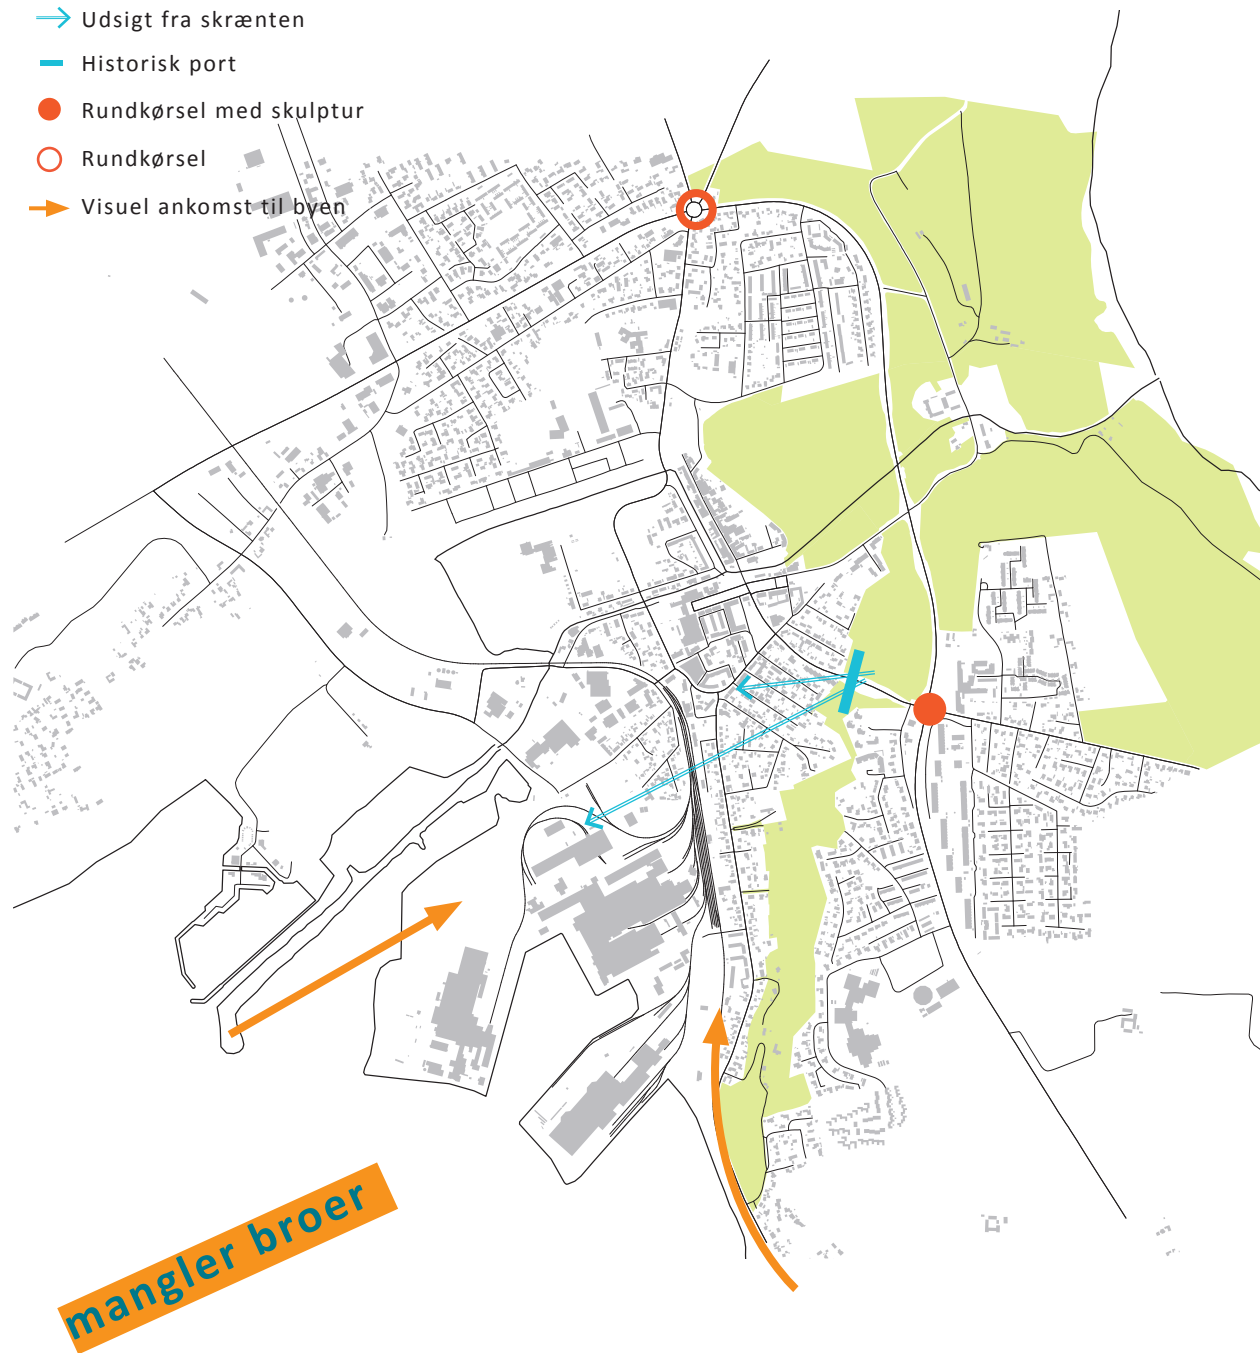 Udsigt fra skrænten
Historisk port
Rundkørsel med skulptur
Rundkørsel
Visuel ankomst til byen
mangler broer